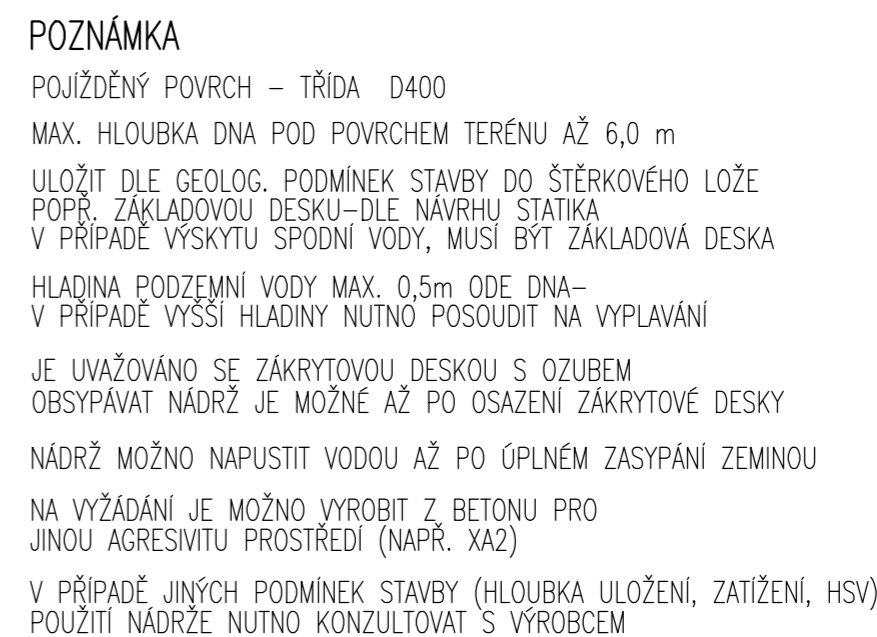 POZNÁMKA
POJÍŽDĚNÝ POVRCH – TŘÍDA D400
MAX. HLOUBKA DNA POD POVRCHEM TERÉNU AŽ 6,0 m
ULOŽIT DLE GEOLOG. PODMÍNEK STAVBY DO ŠTĚRKOVÉHO LOŽE
POPŘ. ZÁKLADOVOU DESKU–DLE NÁVRHU STATIKA
V PŘÍPADĚ VÝSKYTU SPODNÍ VODY, MUSÍ BÝT ZÁKLADOVÁ DESKA
HLADINA PODZEMNÍ VODY MAX. 0,5m ODE DNA–
V PŘÍPADĚ VYŠŠÍ HLADINY NUTNO POSOUDIT NA VYPLAVÁNÍ
JE UVAŽOVÁNO SE ZÁKRYTOVOU DESKOU S OZUBEM
OBSYPÁVAT NÁDRŽ JE MOŽNÉ AŽ PO OSAZENÍ ZÁKRYTOVÉ DESKY
NÁDRŽ MOŽNO NAPUSTIT VODOU AŽ PO ÚPLNÉM ZASYPÁNÍ ZEMINOU
NA VYŽÁDÁNÍ JE MOŽNO VYROBIT Z BETONU PRO
JINOU AGRESIVITU PROSTŘEDÍ (NAPŘ. XA2)
V PŘÍPADĚ JINÝCH PODMÍNEK STAVBY (HLOUBKA ULOŽENÍ, ZATÍŽENÍ, HSV)
POUŽITÍ NÁDRŽE NUTNO KONZULTOVAT S VÝROBCEM